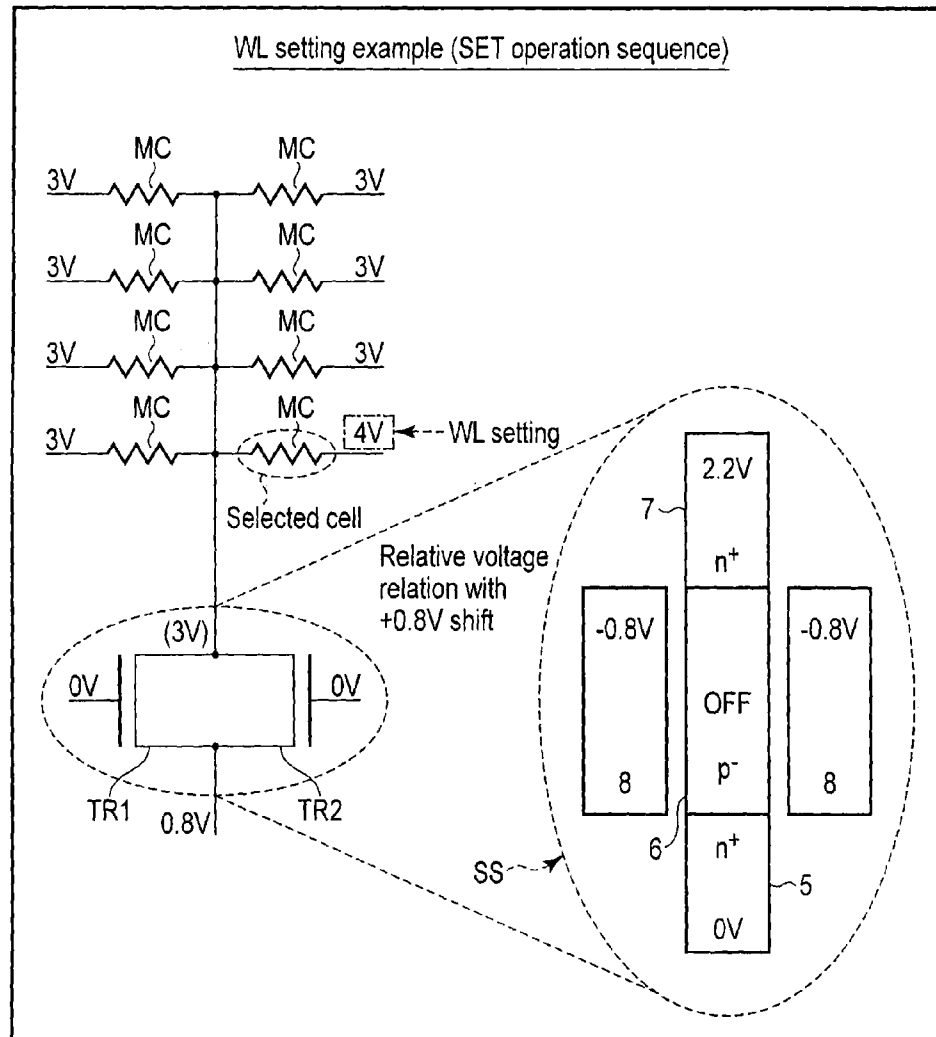 WL setting example (SET operation sequence)
MC MC
3V 3V
MC MC
3V 3V
MC MC
3V 3V
MC MC
3V 4V WL setting
Selected cell
Relative voltage
relation with
+0.8V shift
(3V)
0V 0V
TR1 TR2
0.8V
2.2V
7
n+
-0.8V -0.8V
OFF
p-
8 8
6
n+
SS
5
0V